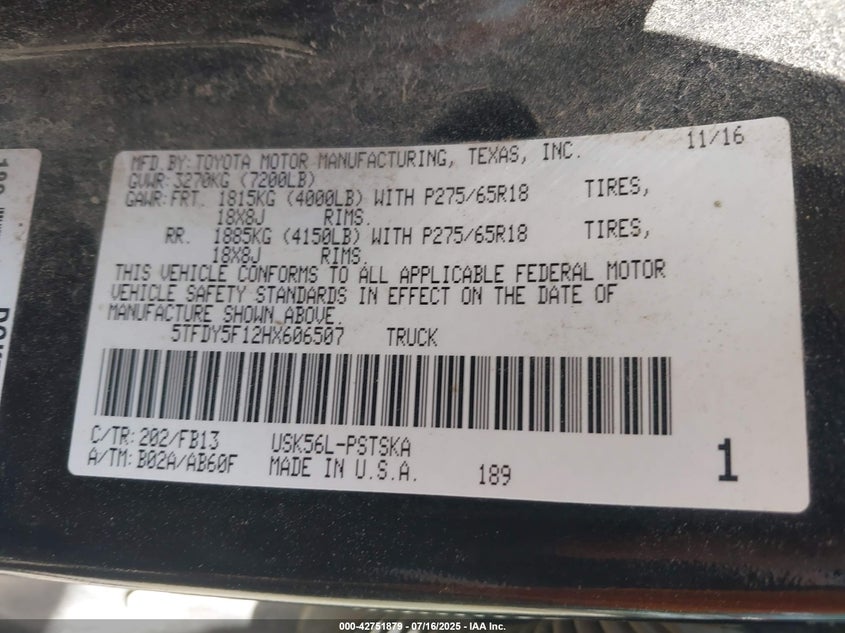 MFD.BY:TOYOTA MOTOR MANUFACTURING, TEXAS, INC. 11/16
GVWR:3270KG (7200LB)
GAWR:FRT. 1815KG (4000LB) WITH P275/65R18 TIRES,
18X8J RIMS.
RR. 1885KG (4150LB) WITH P275/65R18 TIRES,
18X8J RIMS.
THIS VEHICLE CONFORMS TO ALL APPLICABLE FEDERAL MOTOR
VEHICLE SAFETY STANDARDS IN EFFECT ON THE DATE OF
MANUFACTURE SHOWN ABOVE.
5TFDY5F12HX606507 TRUCK
C/TR:202/FB13 USK56L-PSTSKA
A/TM:B02A/AB60F MADE IN U.S.A. 189 1
000-42751879 - 07/16/2025 - IAA Inc.